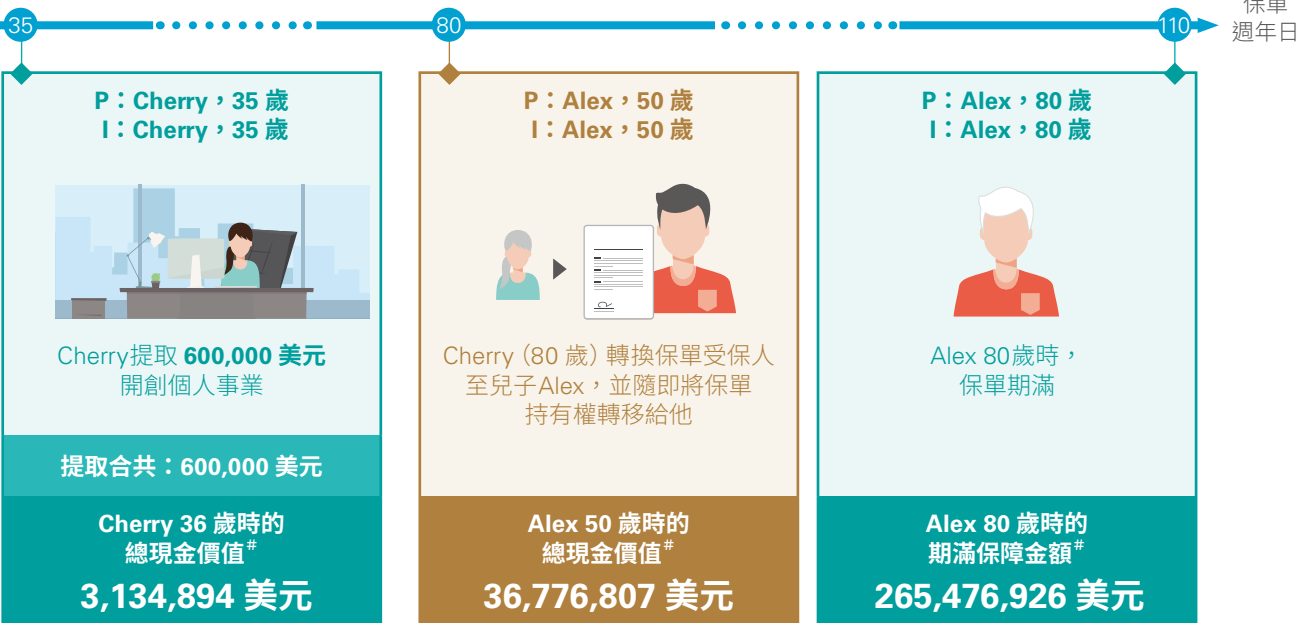 35
80
110
保單
週年日
P：Cherry，35 歲
I：Cherry，35 歲
Cherry提取 600,000 美元
開創個人事業
提取合共：600,000 美元
Cherry 36 歲時的
總現金價值#
3,134,894 美元
P：Alex，50 歲
I：Alex，50 歲
Cherry（80 歲）轉換保單受保人
至兒子Alex，並隨即將保單
持有權轉移給他
Alex 50 歲時的
總現金價值#
36,776,807 美元
P：Alex，80 歲
I：Alex，80 歲
Alex 80歲時，
保單期滿
Alex 80 歲時的
期滿保障金額#
265,476,926 美元